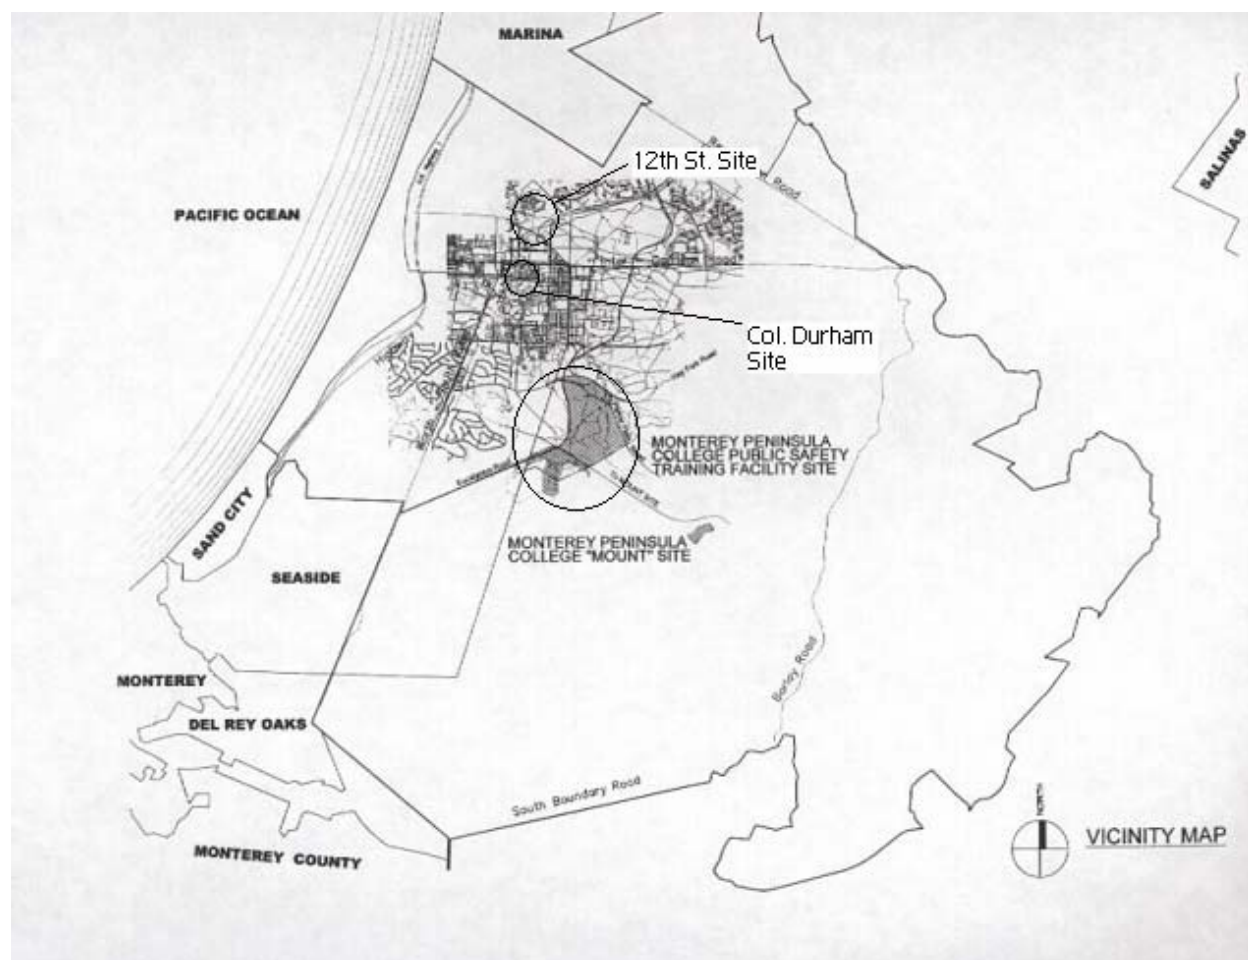 MARINA
12th St. Site
Road
SALINAS
PACIFIC OCEAN
Col. Durham
Site
MONTEREY PENINSULA
COLLEGE PUBLIC SAFETY
TRAINING FACILITY SITE
MONTEREY PENINSULA
COLLEGE "MOUNT" SITE
SAND CITY
SEASIDE
Barloy Road
MONTEREY
DEL REY OAKS
South Boundary Road
NORTH
VICINITY MAP
MONTEREY COUNTY